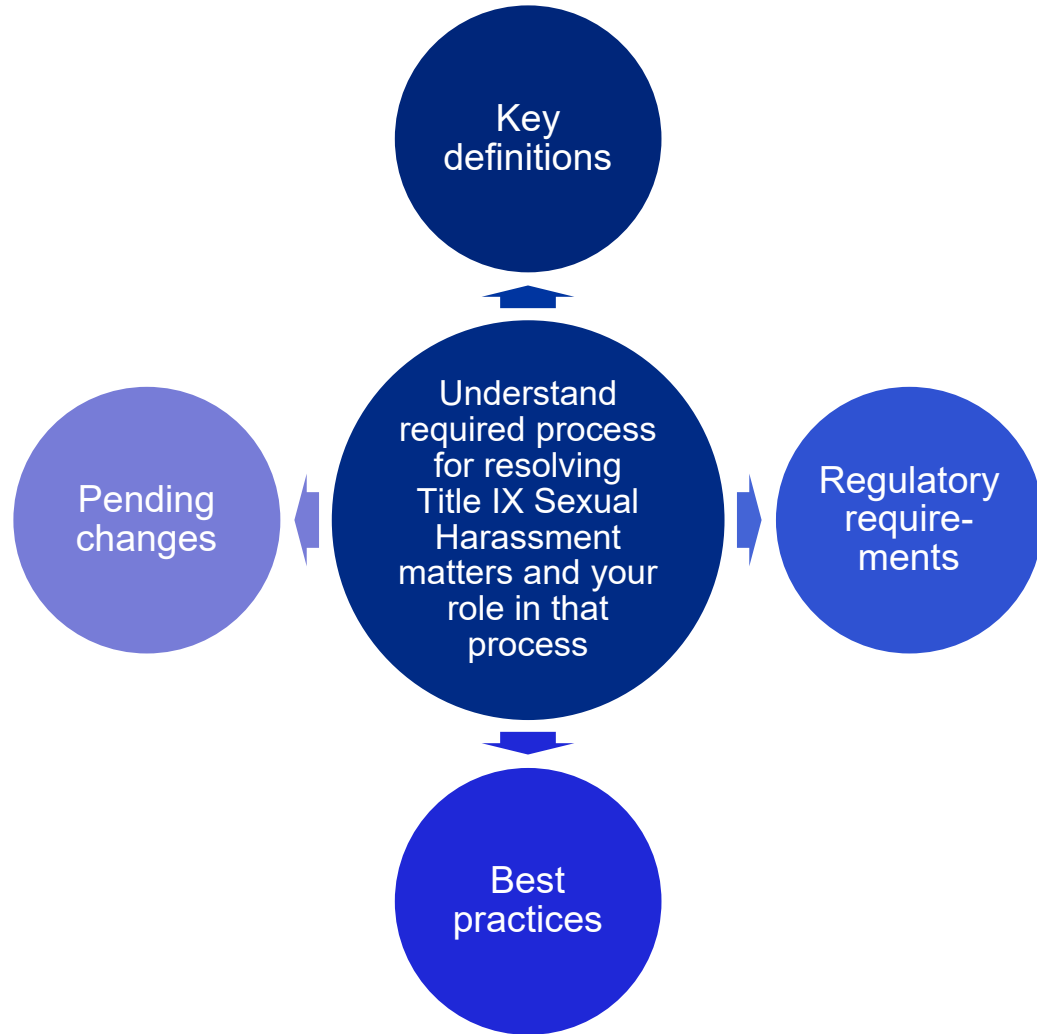 Key
definitions
Understand
required process
for resolving
Title IX Sexual
Harassment
matters and your
role in that
process
Pending
changes
Regulatory
require-
ments
Best
practices